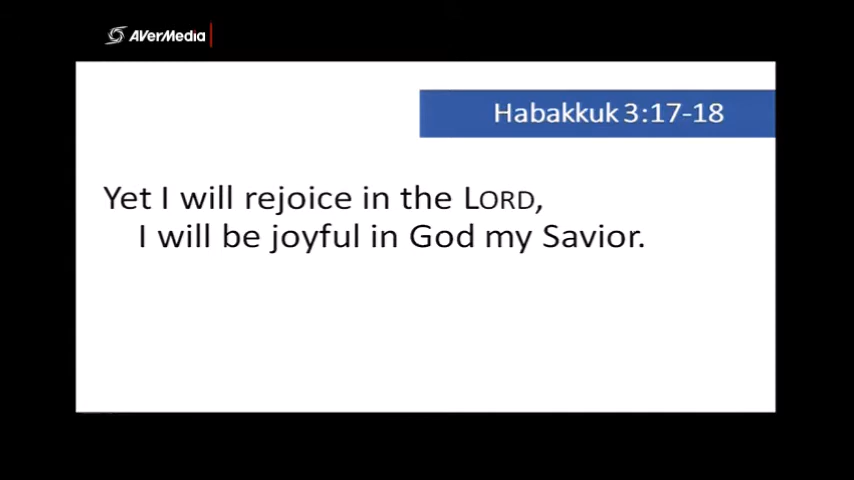 AVerMedia
Habakkuk 3:17-18
Yet I will rejoice in the LORD,
I will be joyful in God my Savior.